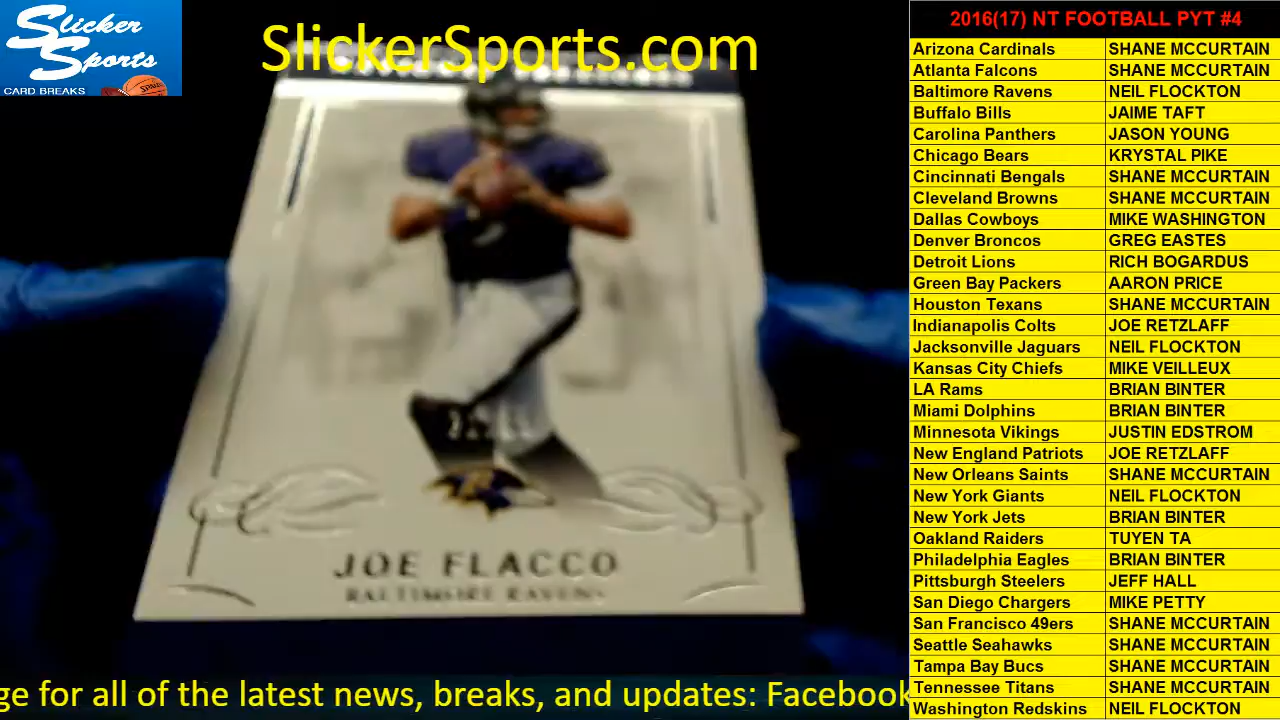 Slicker
Sports
CARD BREAKS
SlickerSports.com
JOE FLACCO
BALTIMORE RAVENS
ge for all of the latest news, breaks, and updates: Facebook
2016(17) NT FOOTBALL PYT #4
Arizona Cardinals SHANE MCCURTAIN
Atlanta Falcons SHANE MCCURTAIN
Baltimore Ravens NEIL FLOCKTON
Buffalo Bills JAIME TAFT
Carolina Panthers JASON YOUNG
Chicago Bears KRYSTAL PIKE
Cincinnati Bengals SHANE MCCURTAIN
Cleveland Browns SHANE MCCURTAIN
Dallas Cowboys MIKE WASHINGTON
Denver Broncos GREG EASTES
Detroit Lions RICH BOGARDUS
Green Bay Packers AARON PRICE
Houston Texans SHANE MCCURTAIN
Indianapolis Colts JOE RETZLAFF
Jacksonville Jaguars NEIL FLOCKTON
Kansas City Chiefs MIKE VEILLEUX
LA Rams BRIAN BINTER
Miami Dolphins BRIAN BINTER
Minnesota Vikings JUSTIN EDSTROM
New England Patriots JOE RETZLAFF
New Orleans Saints SHANE MCCURTAIN
New York Giants NEIL FLOCKTON
New York Jets BRIAN BINTER
Oakland Raiders TUYEN TA
Philadelphia Eagles BRIAN BINTER
Pittsburgh Steelers JEFF HALL
San Diego Chargers MIKE PETTY
San Francisco 49ers SHANE MCCURTAIN
Seattle Seahawks SHANE MCCURTAIN
Tampa Bay Bucs SHANE MCCURTAIN
Tennessee Titans SHANE MCCURTAIN
Washington Redskins NEIL FLOCKTON